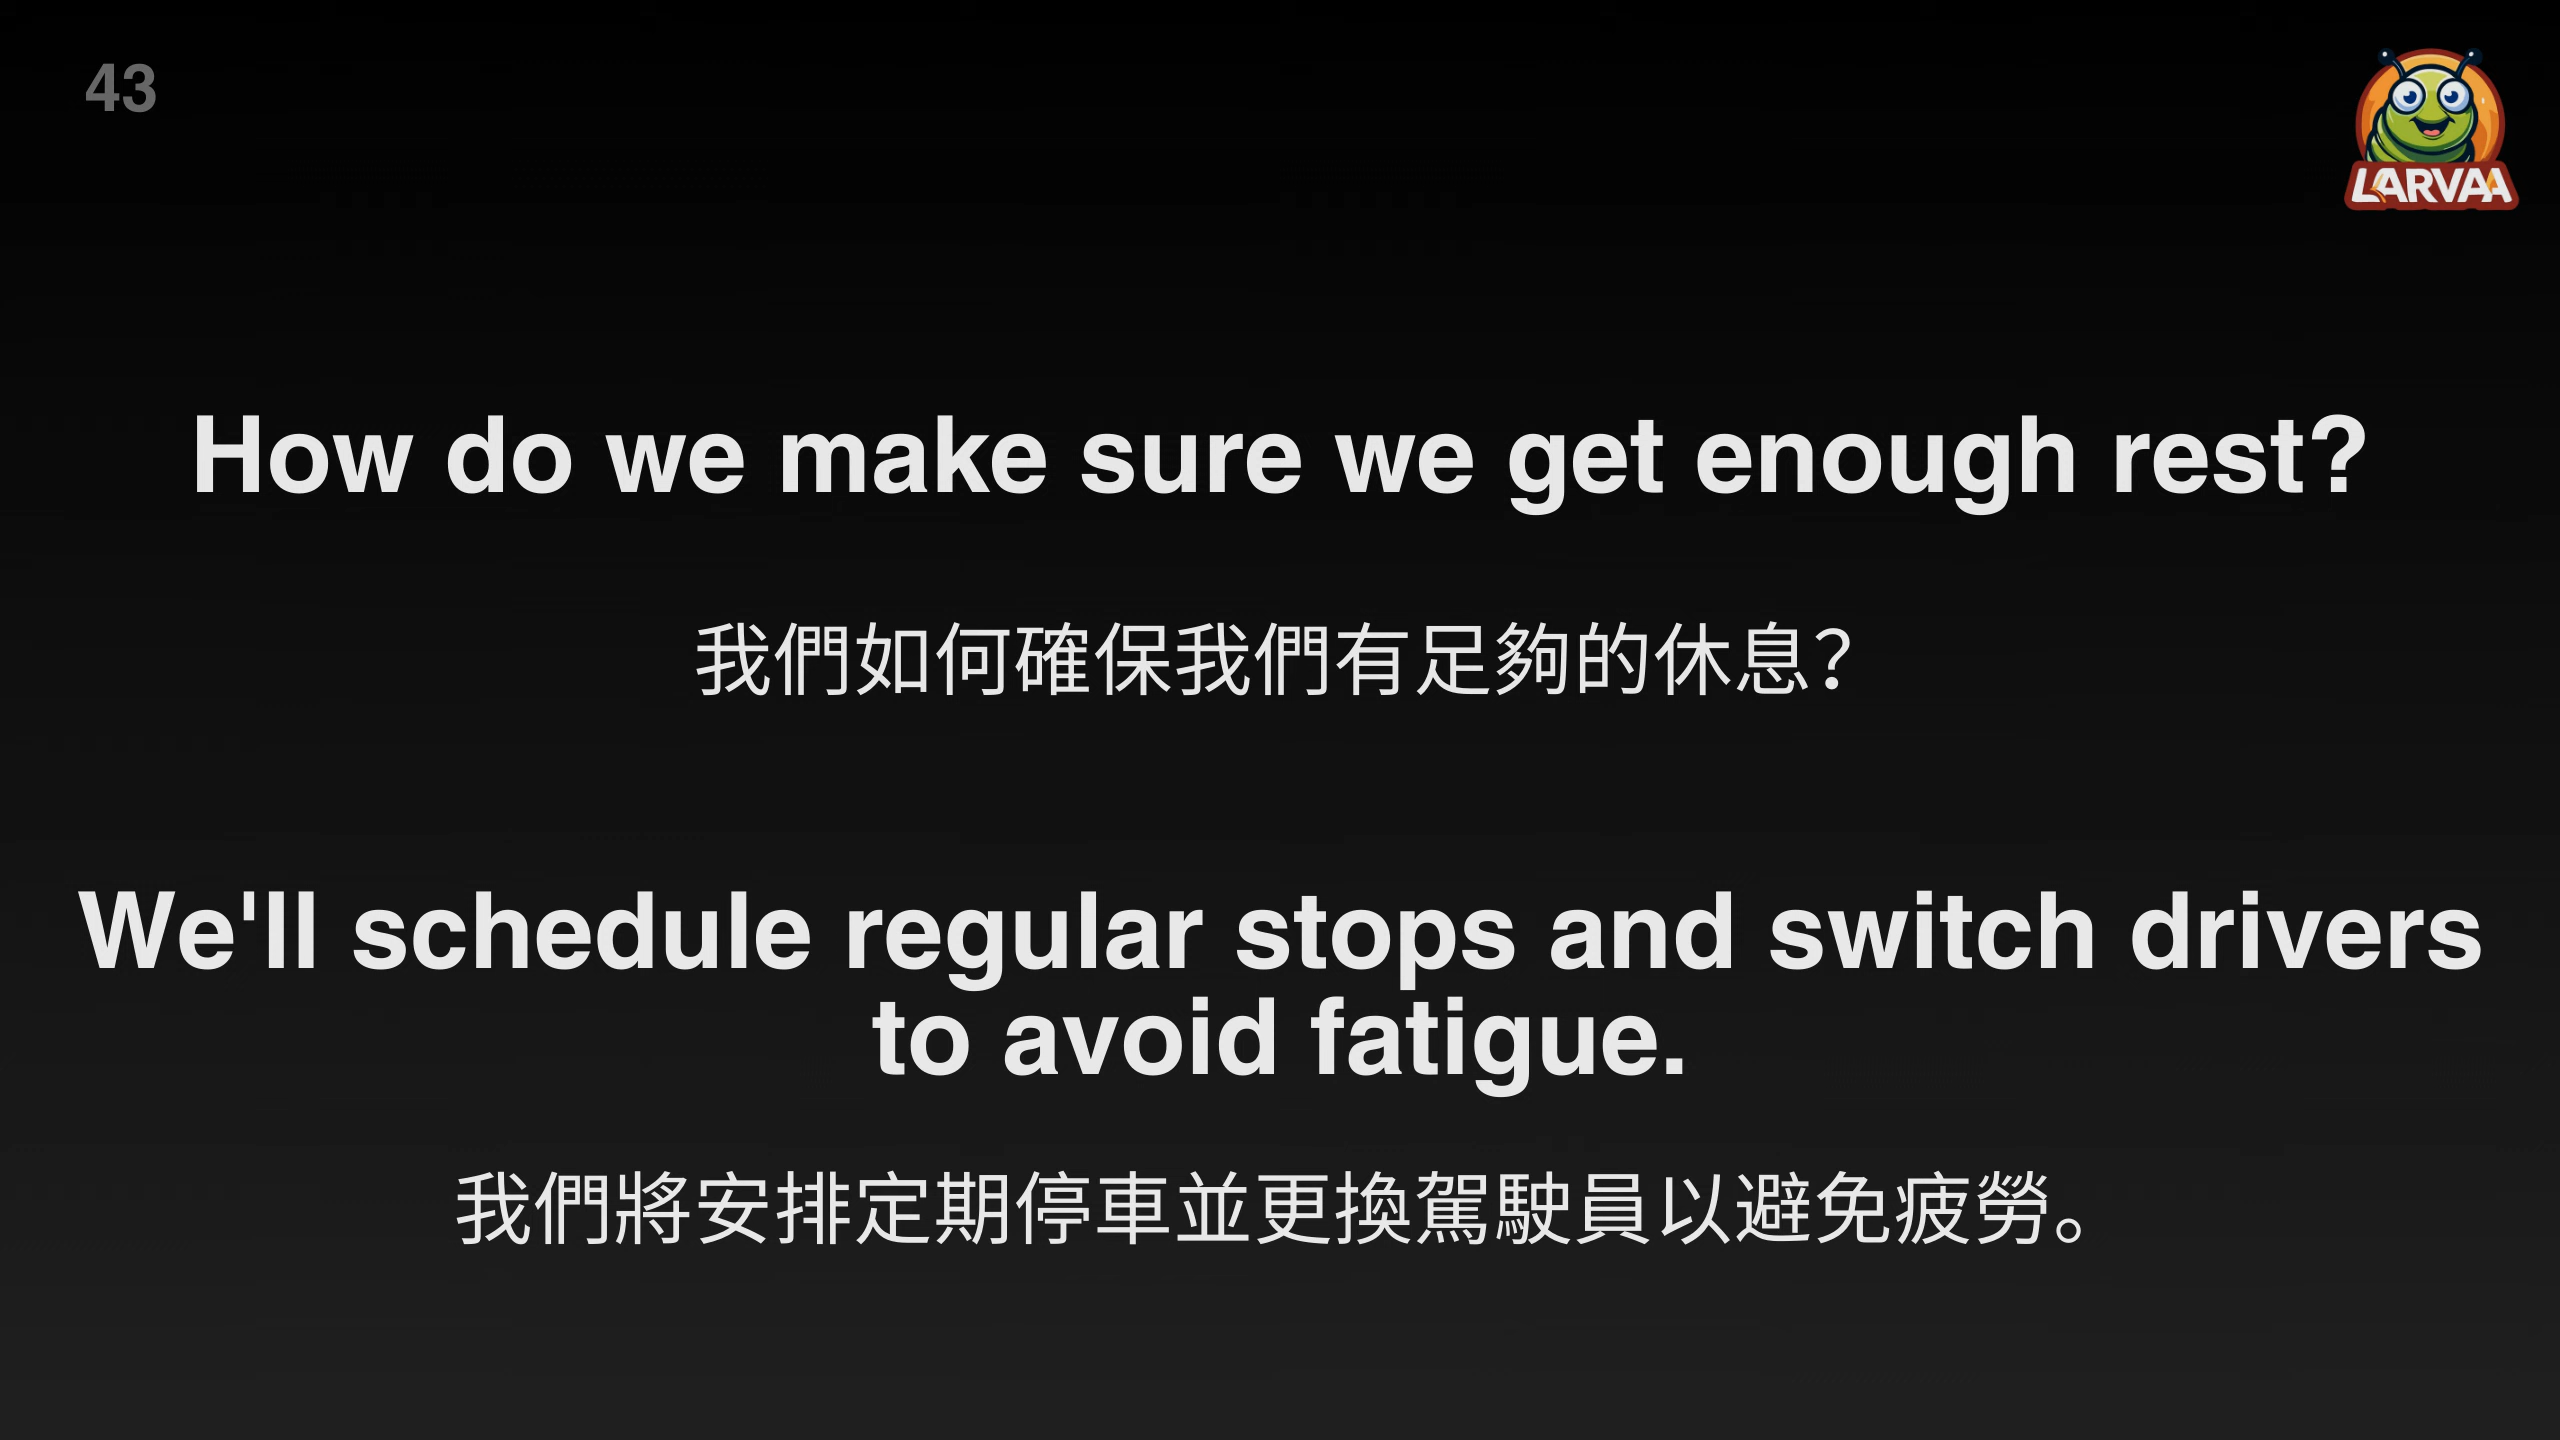 43
LARVAA
How do we make sure we get enough rest?
我們如何確保我們有足夠的休息？
We'll schedule regular stops and switch drivers
to avoid fatigue.
我們將安排定期停車並更換駕駛員以避免疲勞。